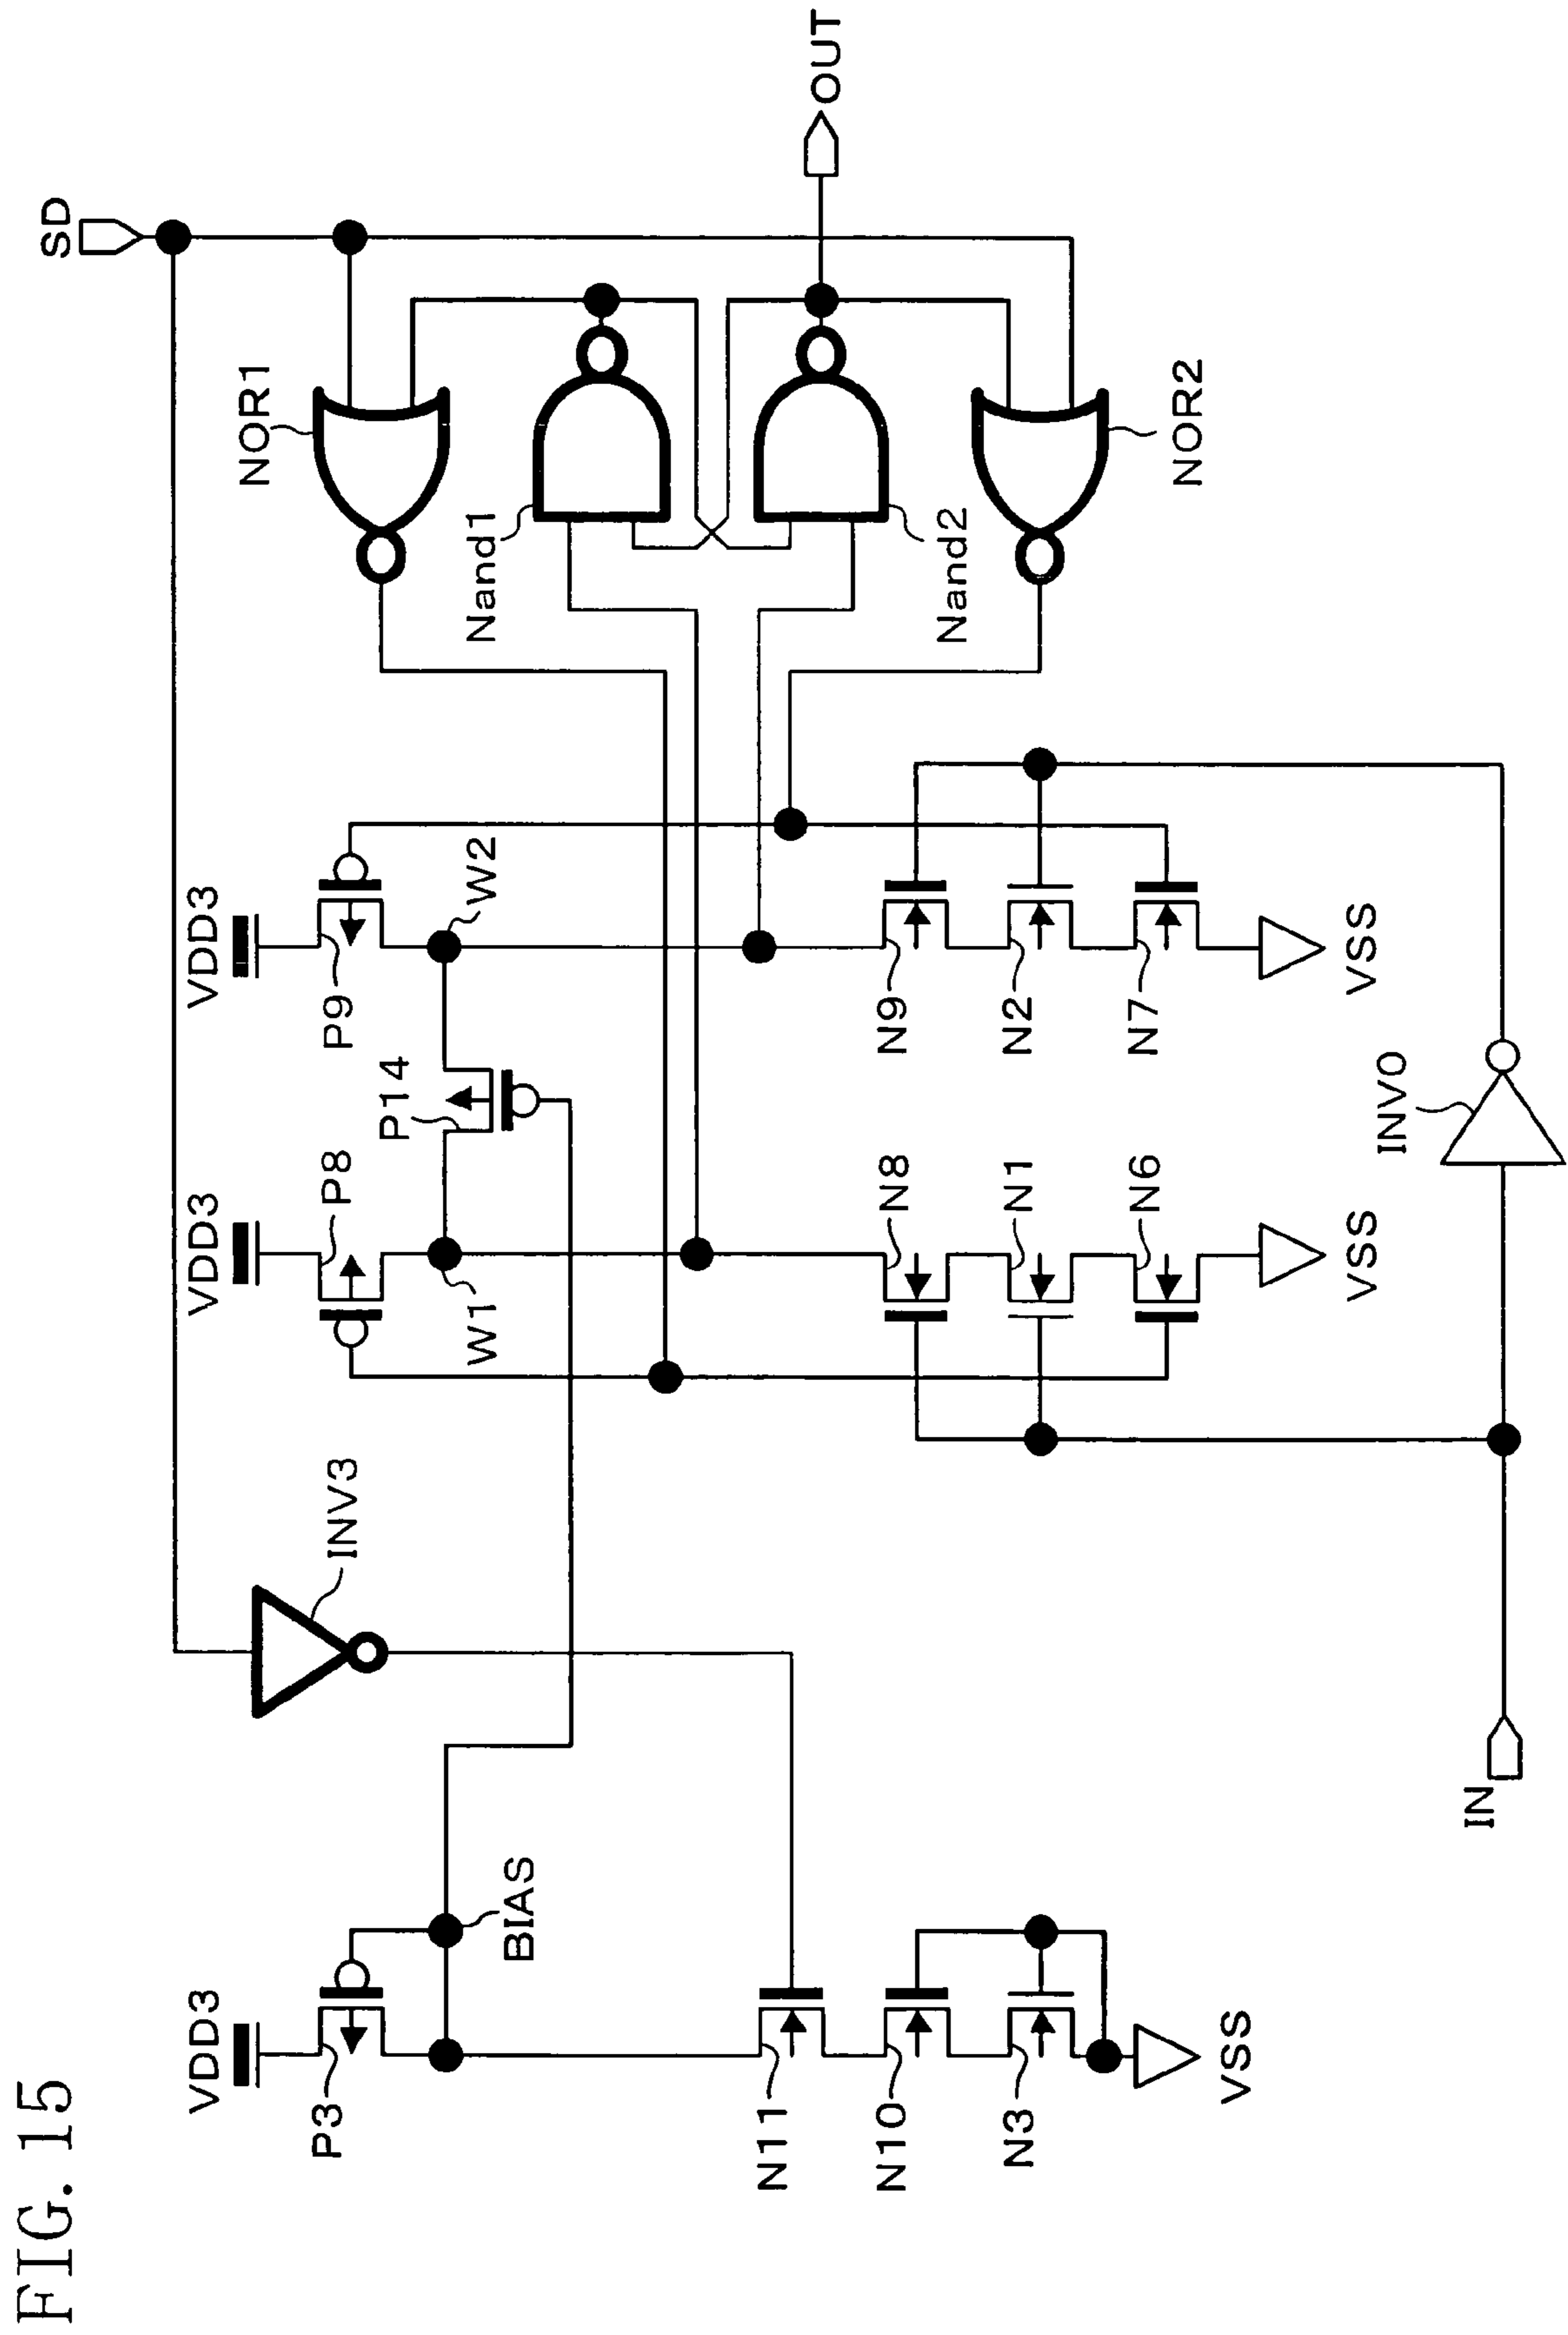 FIG. 15
SD
VDD3
VDD3
VDD3
P3
INV3
P8
P9
NOR1
BIAS
P14
W1
W2
Nand1
OUT
N11
N10
N3
N8
N1
N6
N9
N2
N7
Nand2
NOR2
VSS
VSS
VSS
IN
INV0